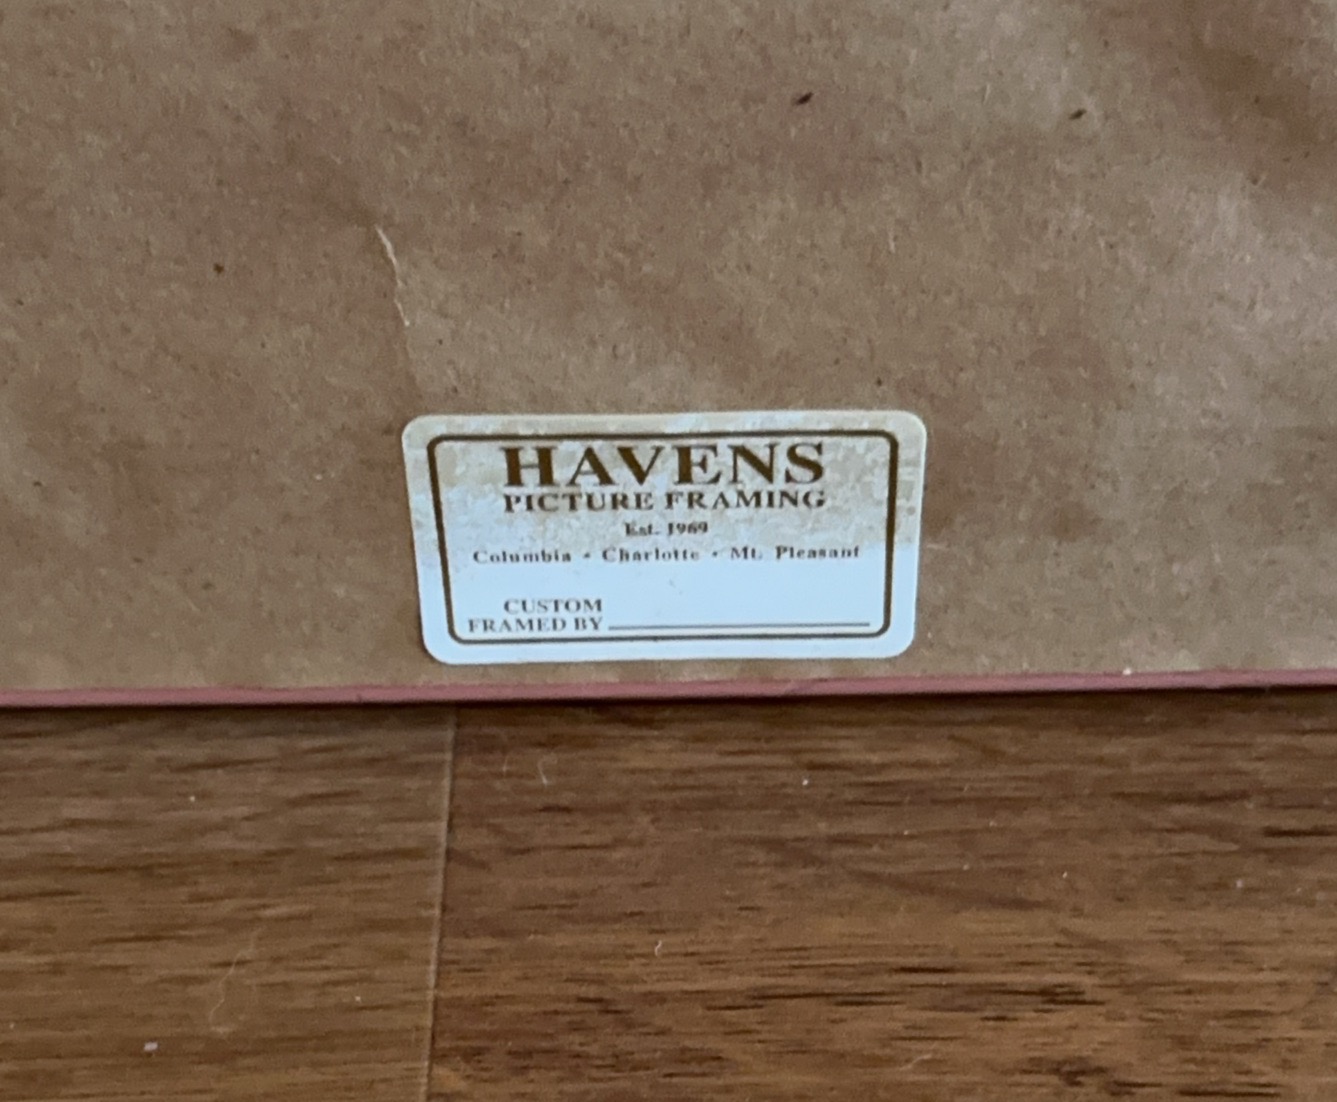 HAVENS
PICTURE FRAMING
Est. 1969
Columbia • Charlotte • Mt. Pleasant
CUSTOM
FRAMED BY